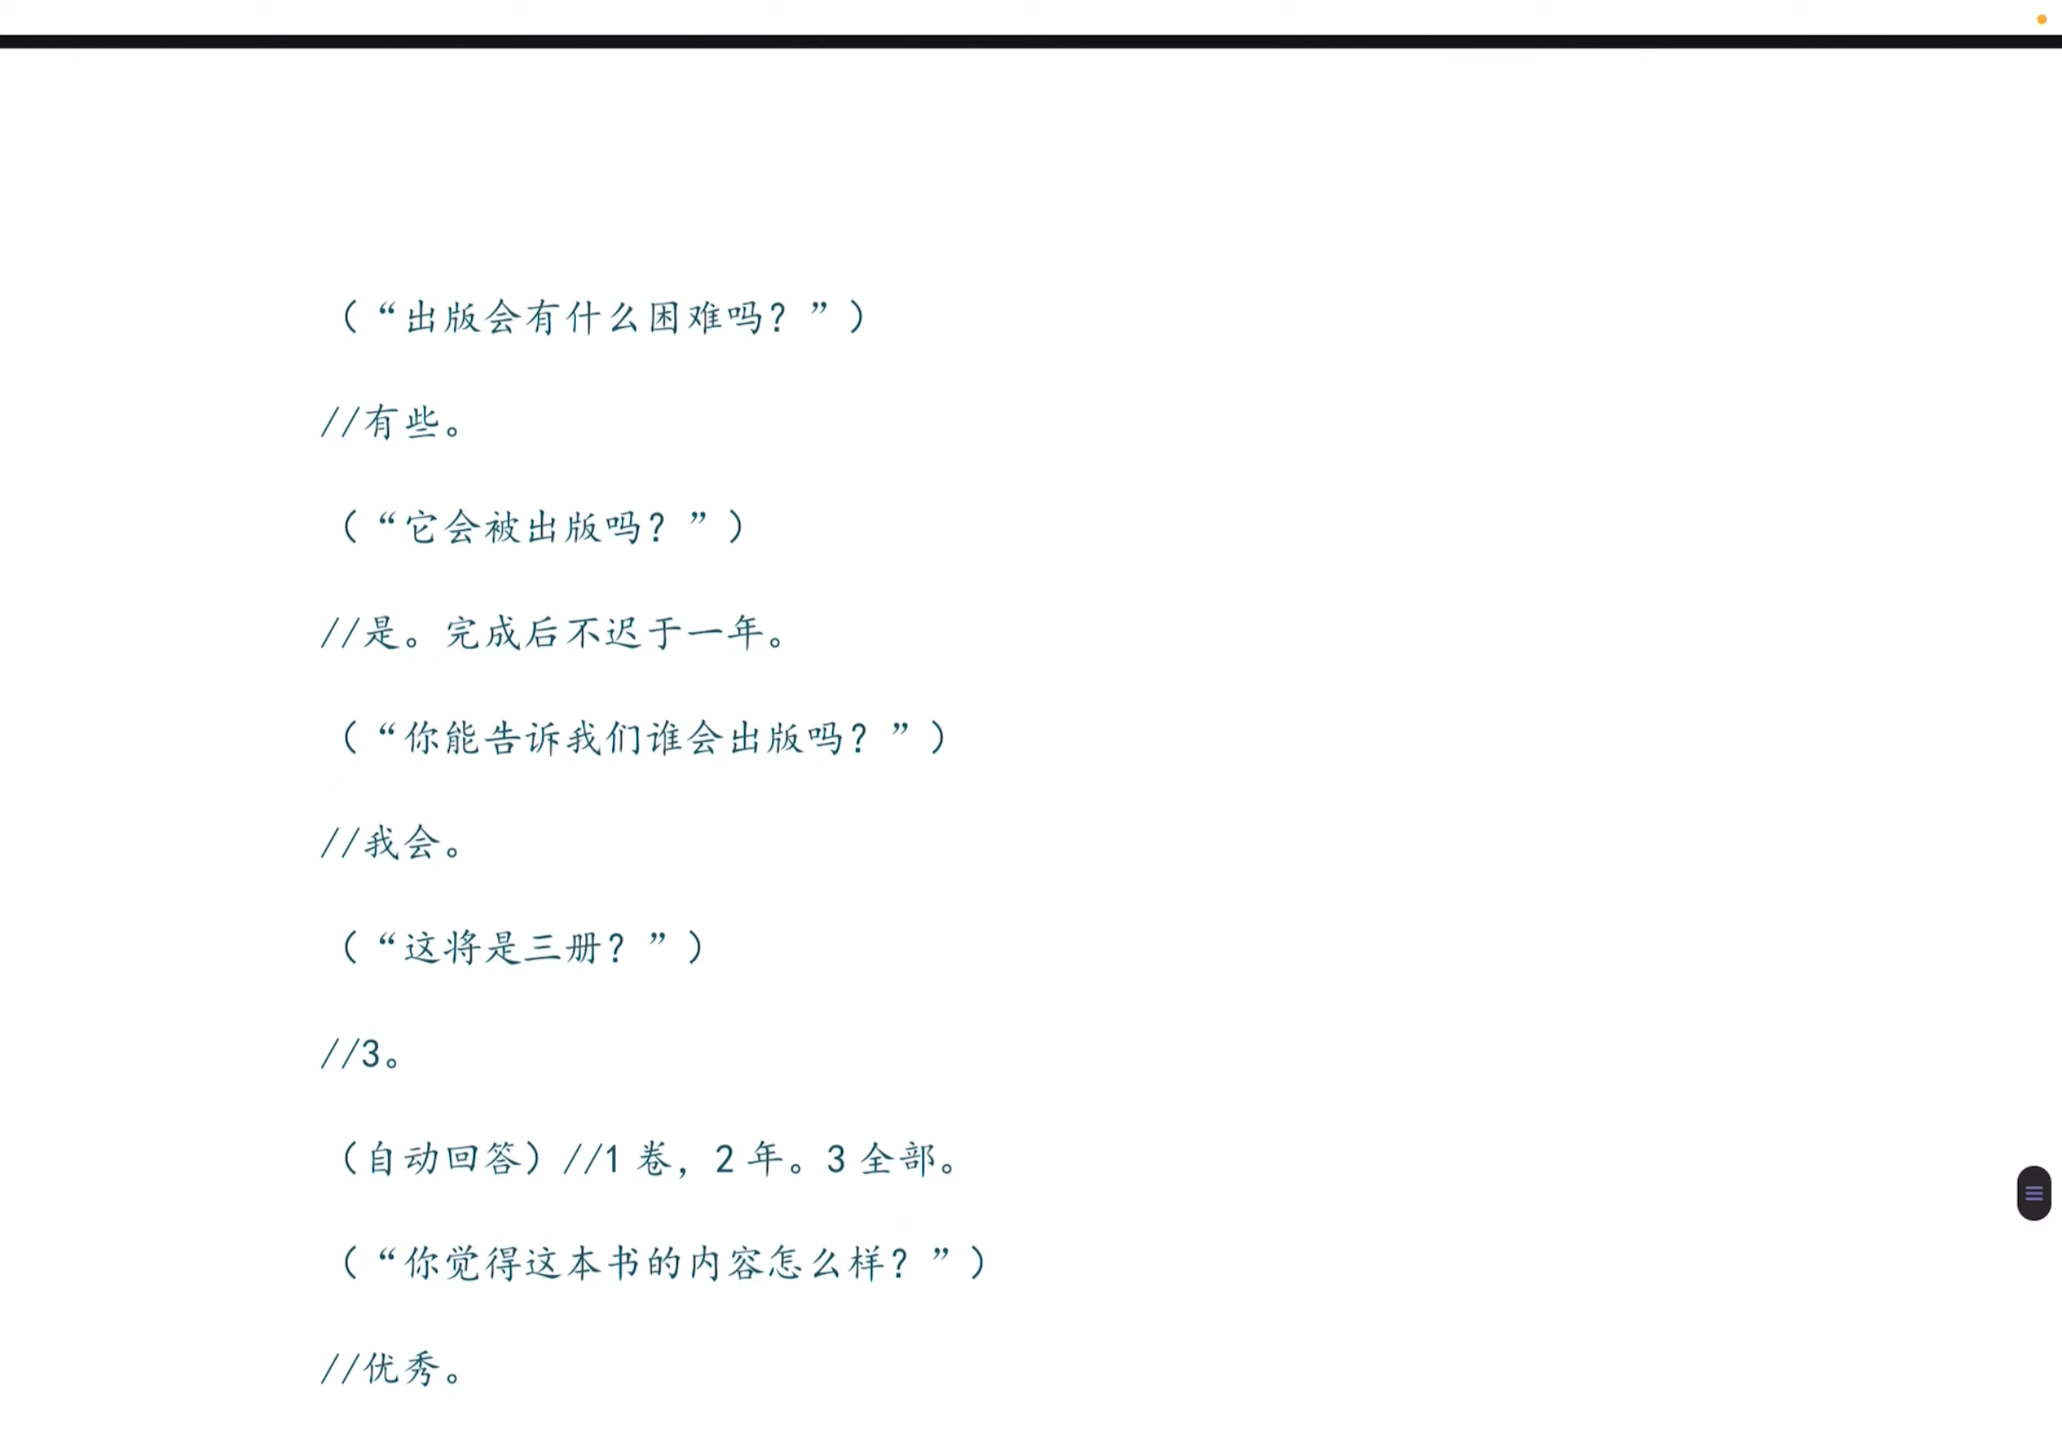 （“出版会有什么困难吗？”）
//有些。
（“它会被出版吗？”）
//是。完成后不迟于一年。
（“你能告诉我们谁会出版吗？”）
//我会。
（“这将是三册？”）
//3。
（自动回答）//1 卷，2 年。3 全部。
（“你觉得这本书的内容怎么样？”）
//优秀。